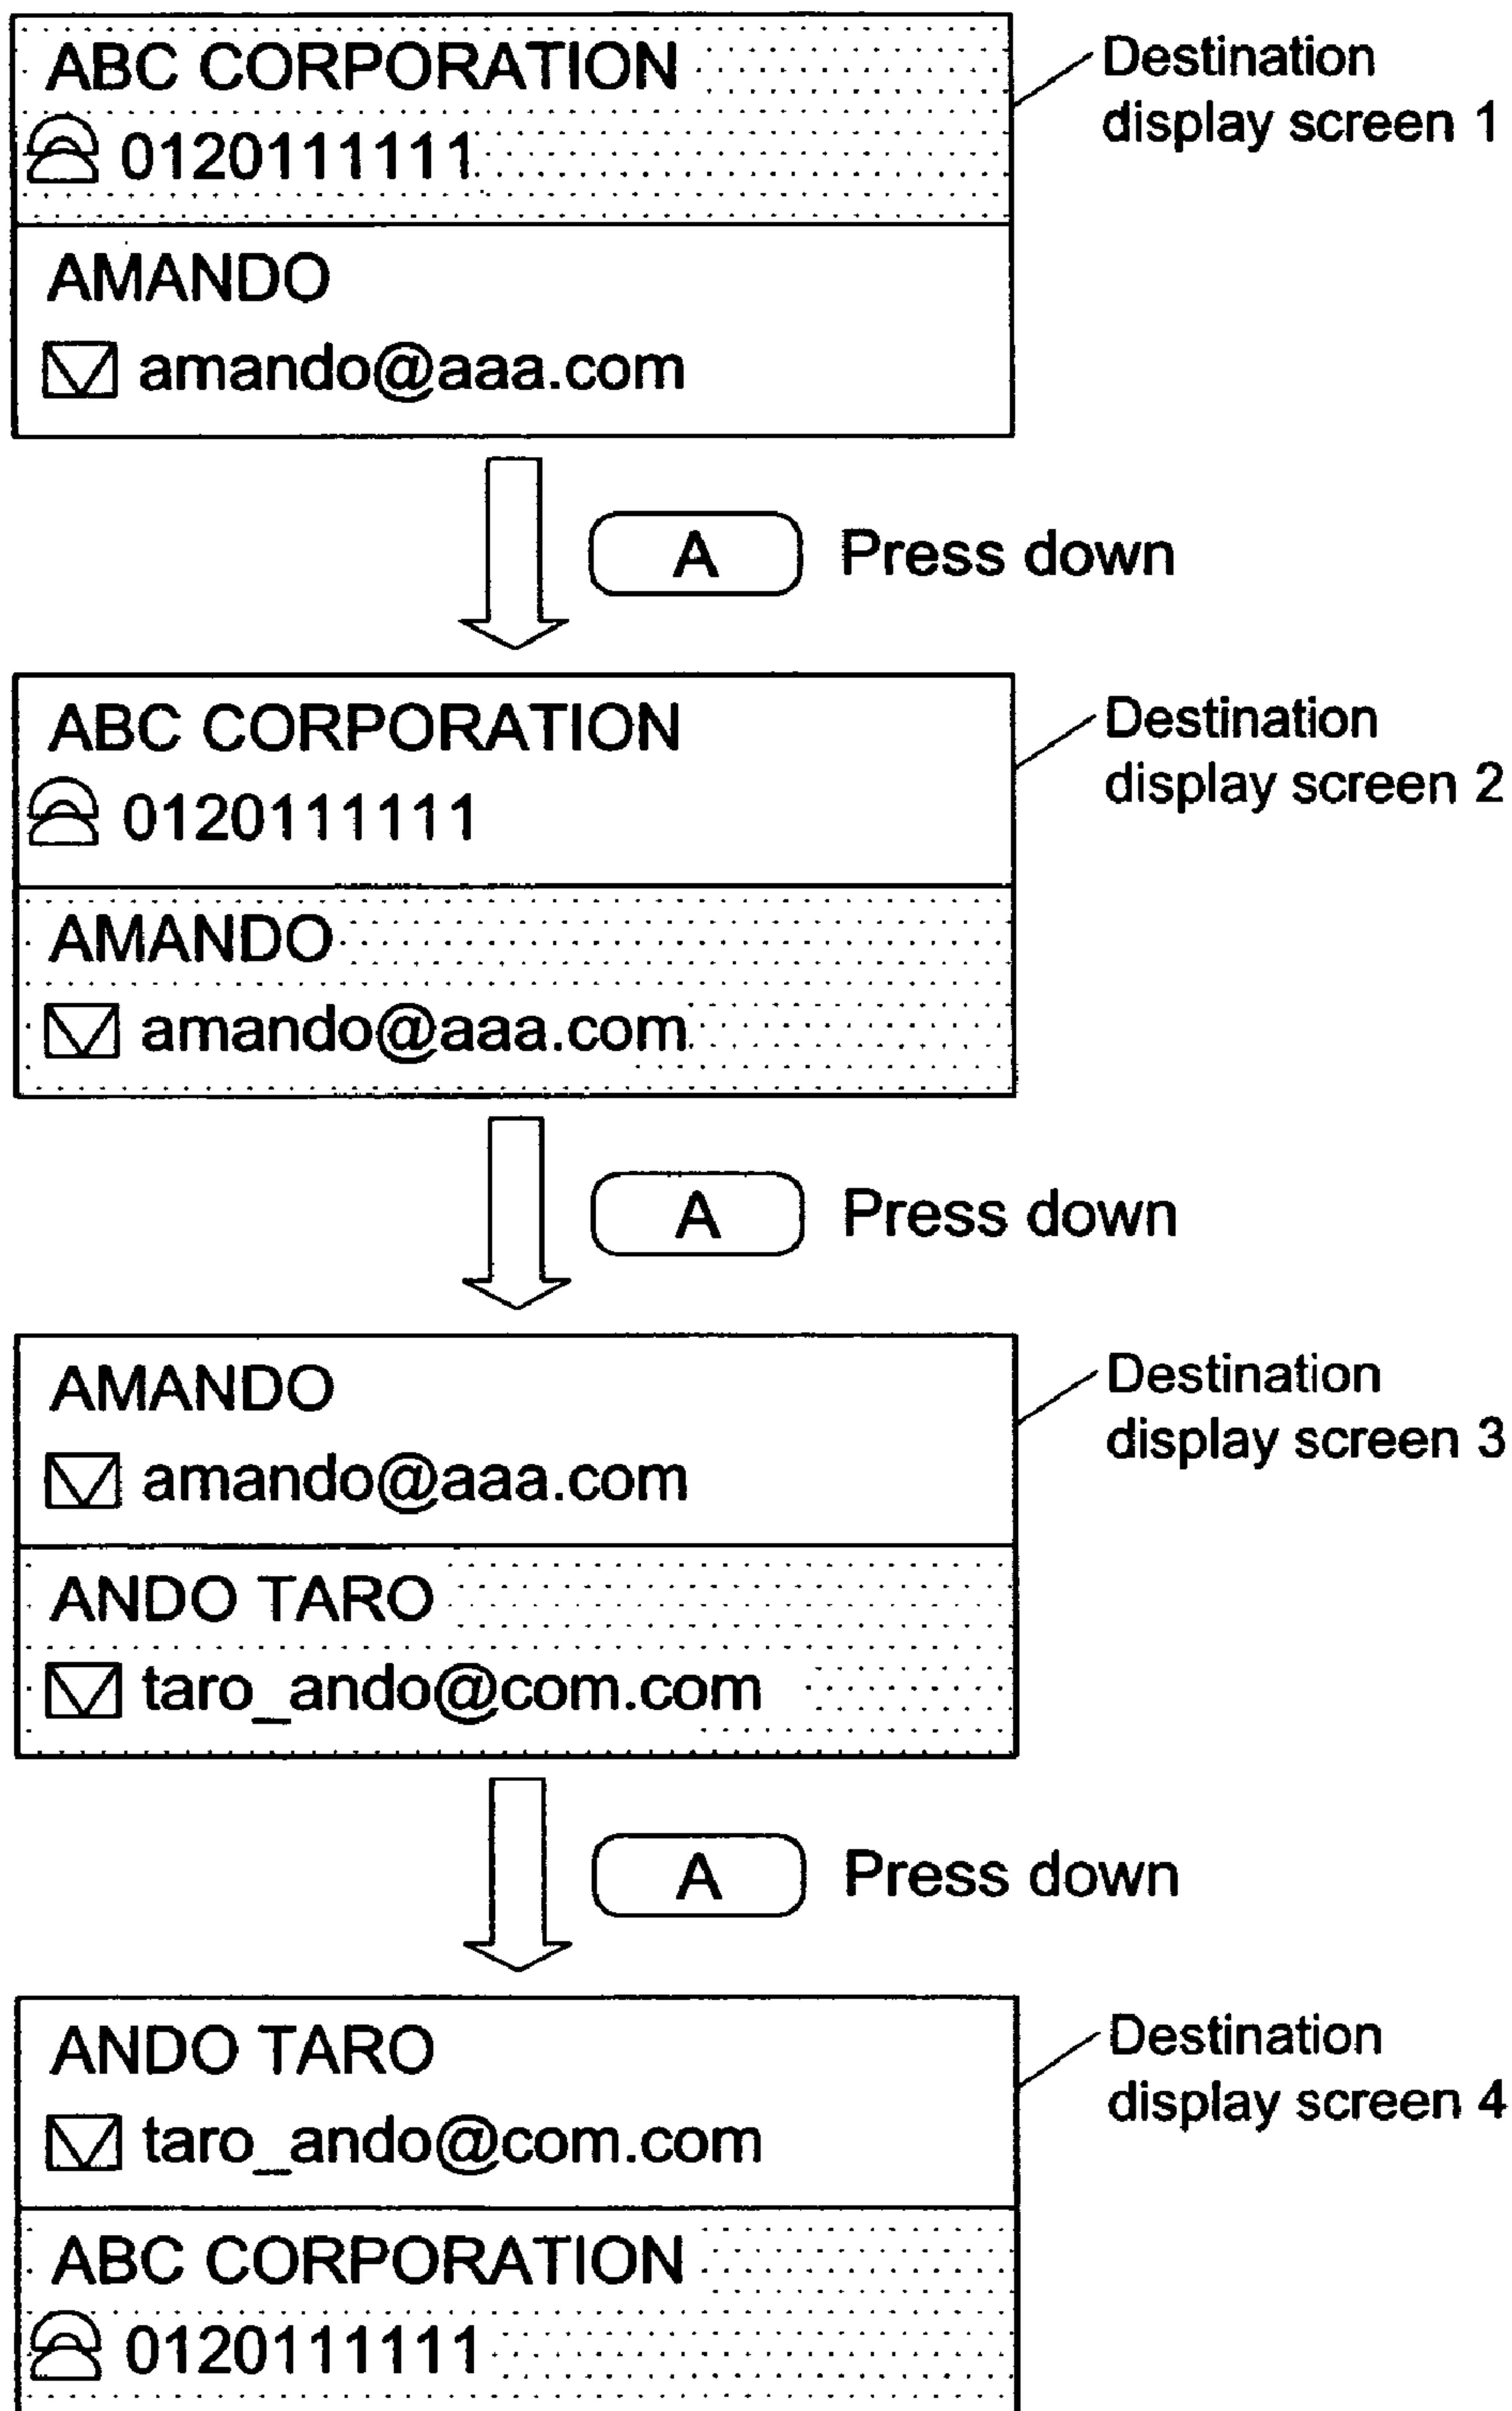 ABC CORPORATION
0120111111
AMANDO
amando@aaa.com
Destination
display screen 1
A Press down
ABC CORPORATION
0120111111
AMANDO
amando@aaa.com
Destination
display screen 2
A Press down
AMANDO
amando@aaa.com
ANDO TARO
taro_ando@com.com
Destination
display screen 3
A Press down
ANDO TARO
taro_ando@com.com
ABC CORPORATION
0120111111
Destination
display screen 4